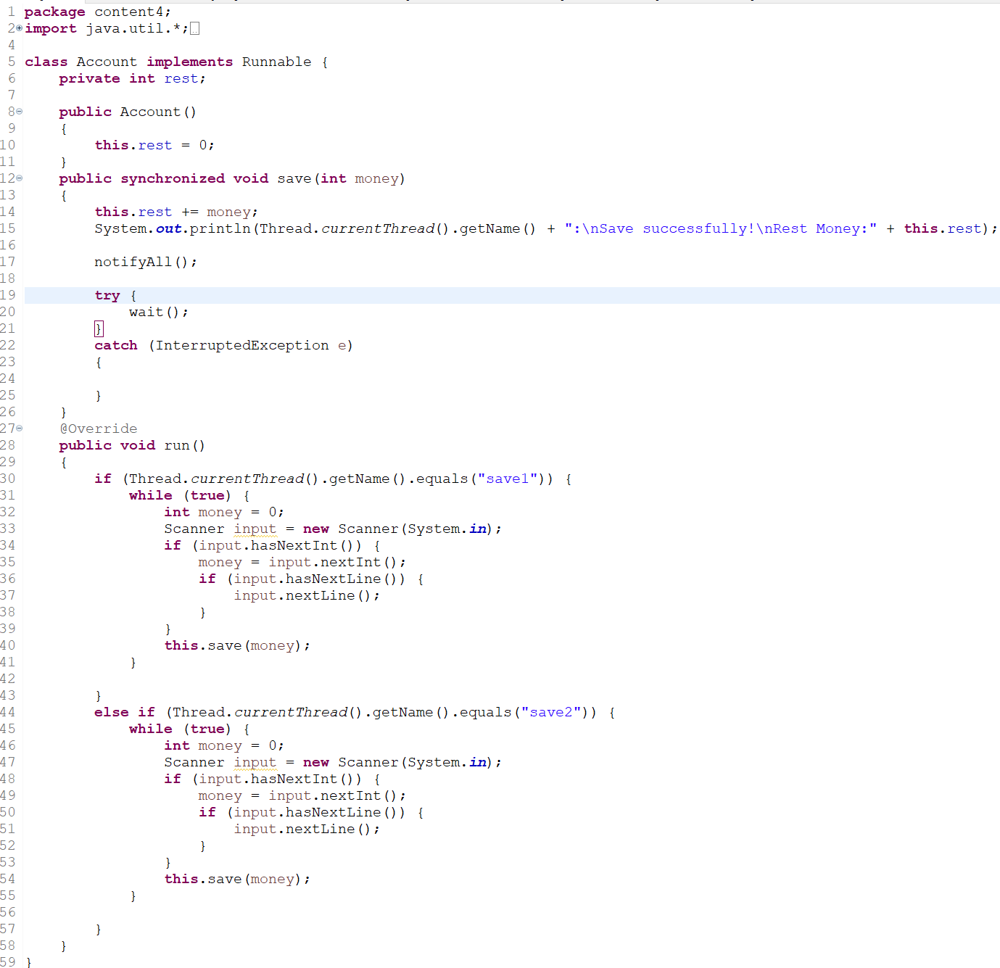 1 package content4;
2 import java.util.*;
4
5 class Account implements Runnable {
6     private int rest;
7
8     public Account()
9     {
10         this.rest = 0;
11     }
12     public synchronized void save(int money)
13     {
14         this.rest += money;
15         System.out.println(Thread.currentThread().getName() + ":\nSave successfully!\nRest Money:" + this.rest);
16
17         notifyAll();
18
19         try {
20             wait();
21         }
22         catch (InterruptedException e)
23         {
24
25         }
26     }
27     @Override
28     public void run()
29     {
30         if (Thread.currentThread().getName().equals("save1")) {
31             while (true) {
32                 int money = 0;
33                 Scanner input = new Scanner(System.in);
34                 if (input.hasNextInt()) {
35                     money = input.nextInt();
36                     if (input.hasNextLine()) {
37                         input.nextLine();
38                     }
39                 }
40                 this.save(money);
41             }
42
43         }
44         else if (Thread.currentThread().getName().equals("save2")) {
45             while (true) {
46                 int money = 0;
47                 Scanner input = new Scanner(System.in);
48                 if (input.hasNextInt()) {
49                     money = input.nextInt();
50                     if (input.hasNextLine()) {
51                         input.nextLine();
52                     }
53                 }
54                 this.save(money);
55             }
56
57         }
58     }
59 }